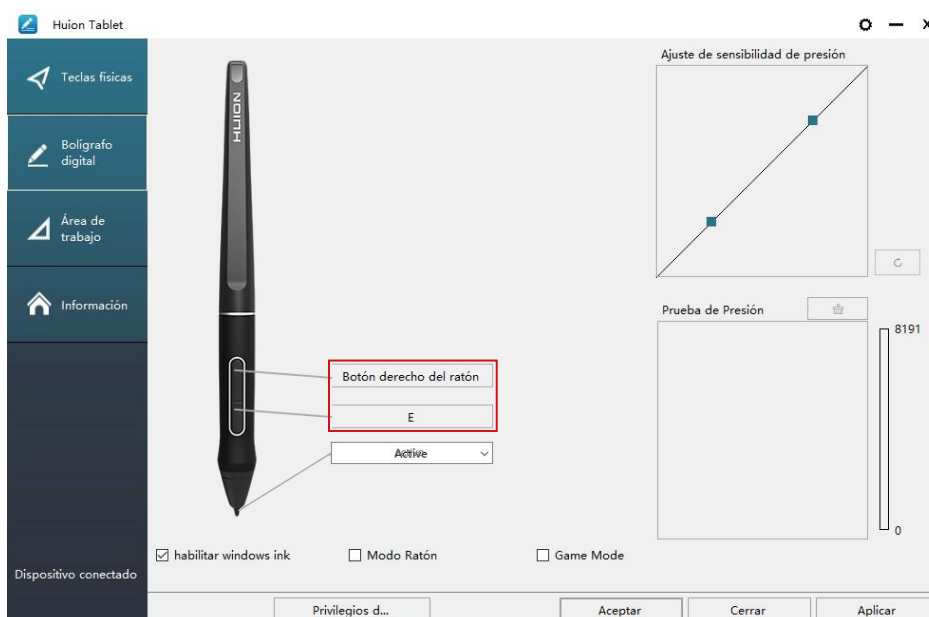 Huion Tablet
Teclas físicas
Bolígrafo
digital
Área de
trabajo
Información
Dispositivo conectado
HUION
Botón derecho del ratón
E
Active
habilitar windows ink
Modo Ratón
Game Mode
Ajuste de sensibilidad de presión
Prueba de Presión
8191
0
Privilegios d...
Aceptar
Cerrar
Aplicar